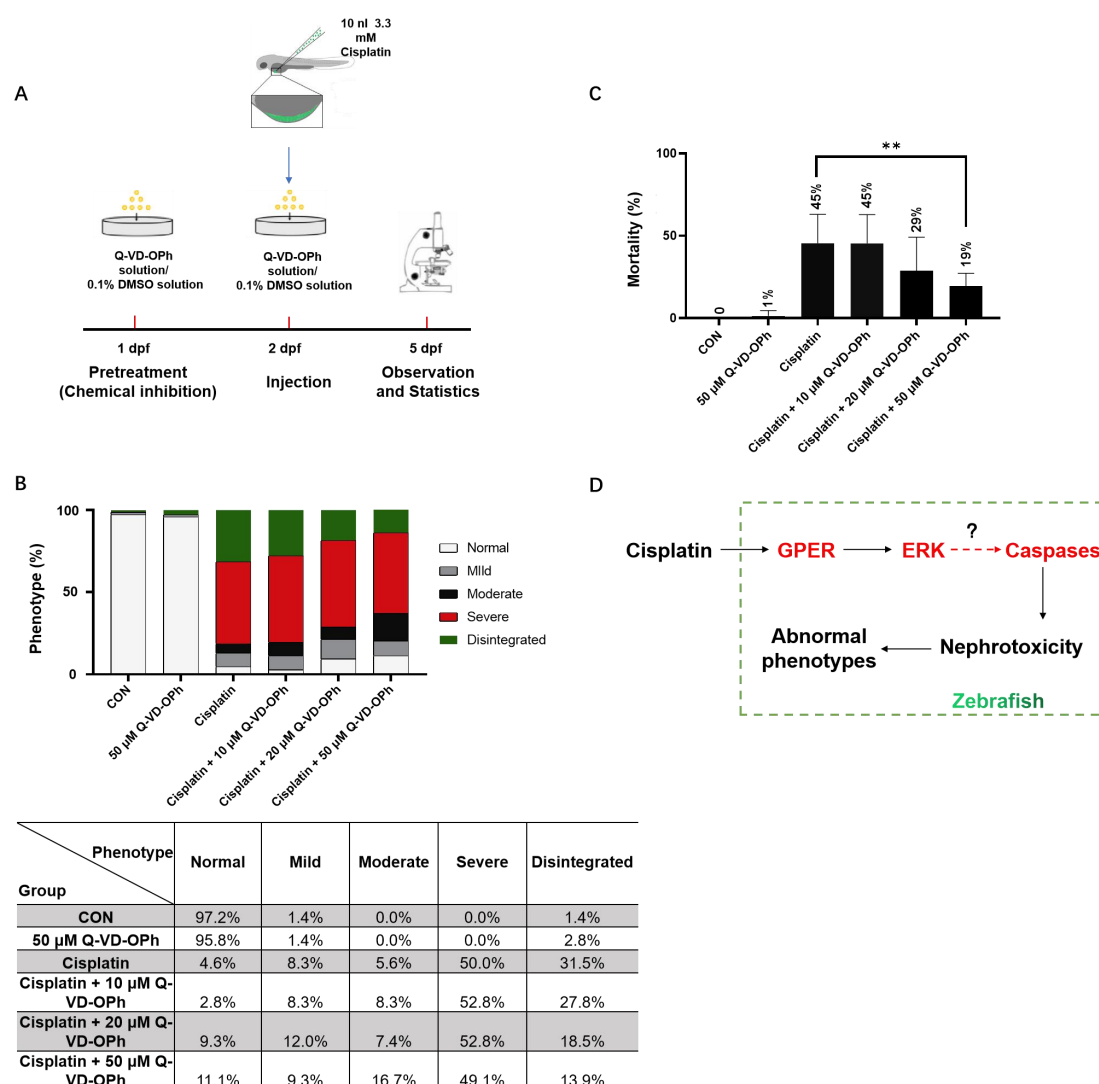 A
10 nl 3.3
mM
Cisplatin
Q-VD-OPh
solution/
0.1% DMSO solution
Q-VD-OPh
solution/
0.1% DMSO solution
1 dpf
2 dpf
5 dpf
Pretreatment
(Chemical inhibition)
Injection
Observation
and Statistics
C
Mortality (%)
100
50
0
**
0
1%
45%
45%
29%
19%
CON
50 µM Q-VD-OPh
Cisplatin
Cisplatin + 10 µM Q-VD-OPh
Cisplatin + 20 µM Q-VD-OPh
Cisplatin + 50 µM Q-VD-OPh
B
Phenotype (%)
100
50
0
CON
50 µM Q-VD-OPh
Cisplatin
Cisplatin + 10 µM Q-VD-OPh
Cisplatin + 20 µM Q-VD-OPh
Cisplatin + 50 µM Q-VD-OPh
Normal
MIld
Moderate
Severe
Disintegrated
D
Cisplatin
GPER
ERK
?
Caspases
Abnormal
phenotypes
Nephrotoxicity
Zebrafish
Phenotype
Group
Normal Mild Moderate Severe Disintegrated
CON 97.2% 1.4% 0.0% 0.0% 1.4%
50 µM Q-VD-OPh 95.8% 1.4% 0.0% 0.0% 2.8%
Cisplatin 4.6% 8.3% 5.6% 50.0% 31.5%
Cisplatin + 10 µM Q-
VD-OPh 2.8% 8.3% 8.3% 52.8% 27.8%
Cisplatin + 20 µM Q-
VD-OPh 9.3% 12.0% 7.4% 52.8% 18.5%
Cisplatin + 50 µM Q-
VD-OPh 11.1% 9.3% 16.7% 49.1% 13.9%